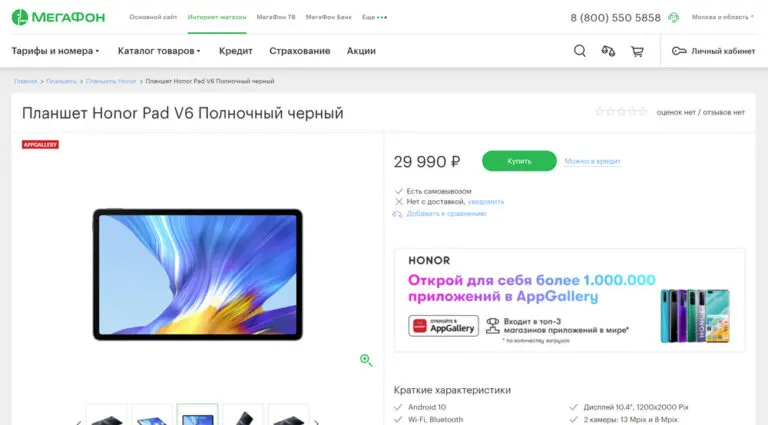 МЕГАФОН
Основной сайт Интернет-магазин МегаФон ТВ МегаФон Банк Еще
8 (800) 550 5858
Москва и область
Тарифы и номера Каталог товаров Кредит Страхование Акции
Личный кабинет
Главная > Планшеты > Планшеты Honor > Планшет Honor Pad V6 Полночный черный
Планшет Honor Pad V6 Полночный черный
оценок нет / отзывов нет
APPGALLERY
29 990 ₽
Купить
Можно в кредит
Есть самовывозом
Нет с доставкой, уведомить
Добавить к сравнению
HONOR
Открой для себя более 1.000.000
приложений в AppGallery
ОТКРОЙТЕ В
AppGallery
Входит в топ-3
магазинов приложений в мире*
* по количеству загрузок
HONOR
Краткие характеристики
Android 10
Дисплей 10.4", 1200x2000 Pix
Wi-Fi, Bluetooth
2 камеры: 13 Mpix и 8 Mpix